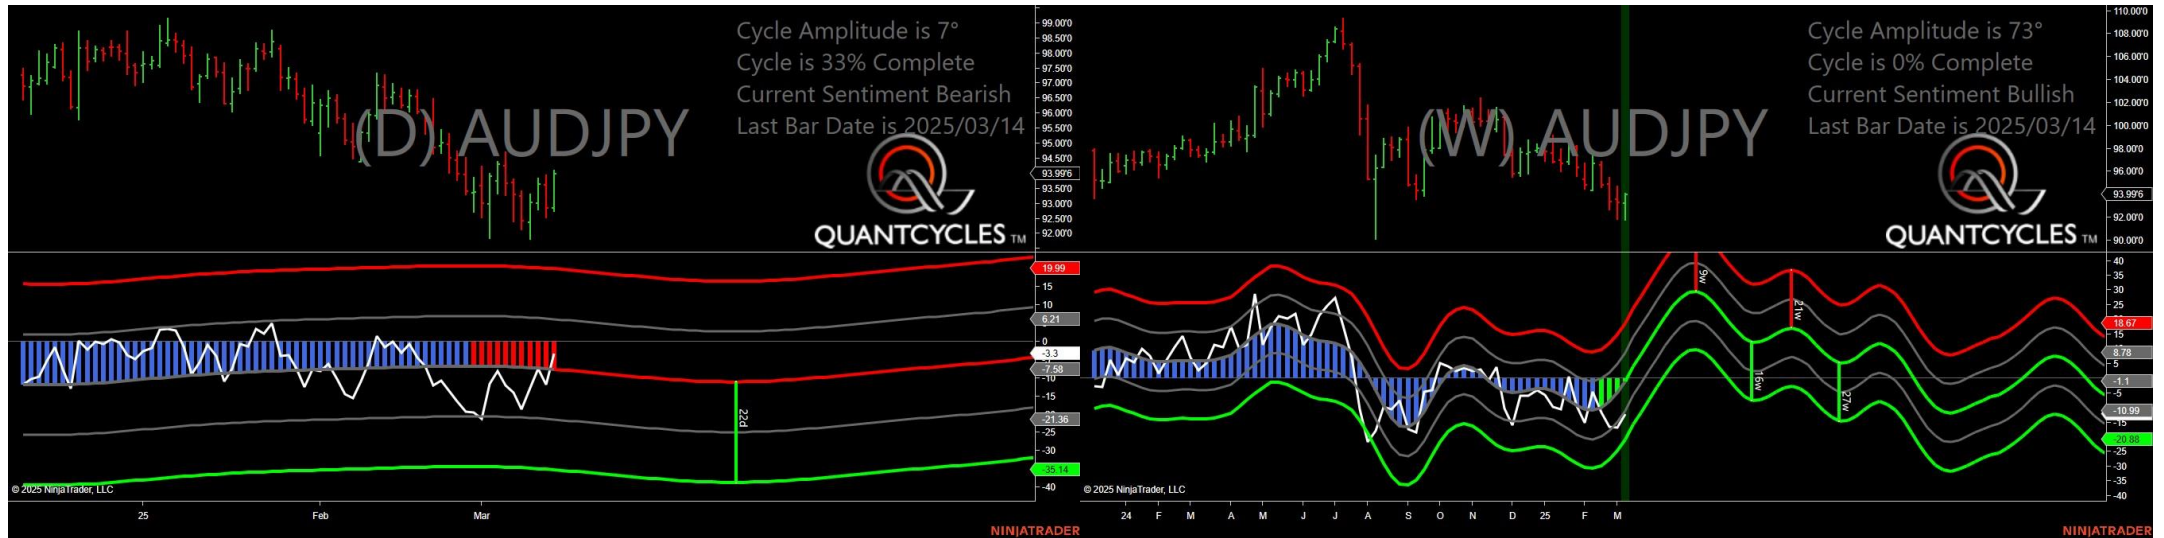 Cycle Amplitude is 7°
Cycle is 33% Complete
Current Sentiment Bearish
Last Bar Date is 2025/03/14
(D) AUDJPY
QUANTCYCLES TM
99.00'0
98.50'0
98.00'0
97.50'0
97.00'0
96.50'0
96.00'0
95.50'0
95.00'0
94.50'0
93.99'6
93.50'0
93.00'0
92.50'0
92.00'0
19.99
15
10
6.21
0
-3.3
-7.58
-10
-15
-21.36
-25
-30
-35.14
-40
22d
© 2025 NinjaTrader, LLC
25 Feb Mar
NINJATRADER
Cycle Amplitude is 73°
Cycle is 0% Complete
Current Sentiment Bullish
Last Bar Date is 2025/03/14
(W) AUDJPY
QUANTCYCLES TM
110.00'0
108.00'0
106.00'0
104.00'0
102.00'0
100.00'0
98.00'0
96.00'0
93.99'6
92.00'0
90.00'0
40
35
30
25
18.67
15
8.78
5
-1.1
-5
-10.99
-15
-20.88
-25
-30
-35
-40
9w
21w
16w
27w
© 2025 NinjaTrader, LLC
24 F M A M J J A S O N D 25 F M
NINJATRADER